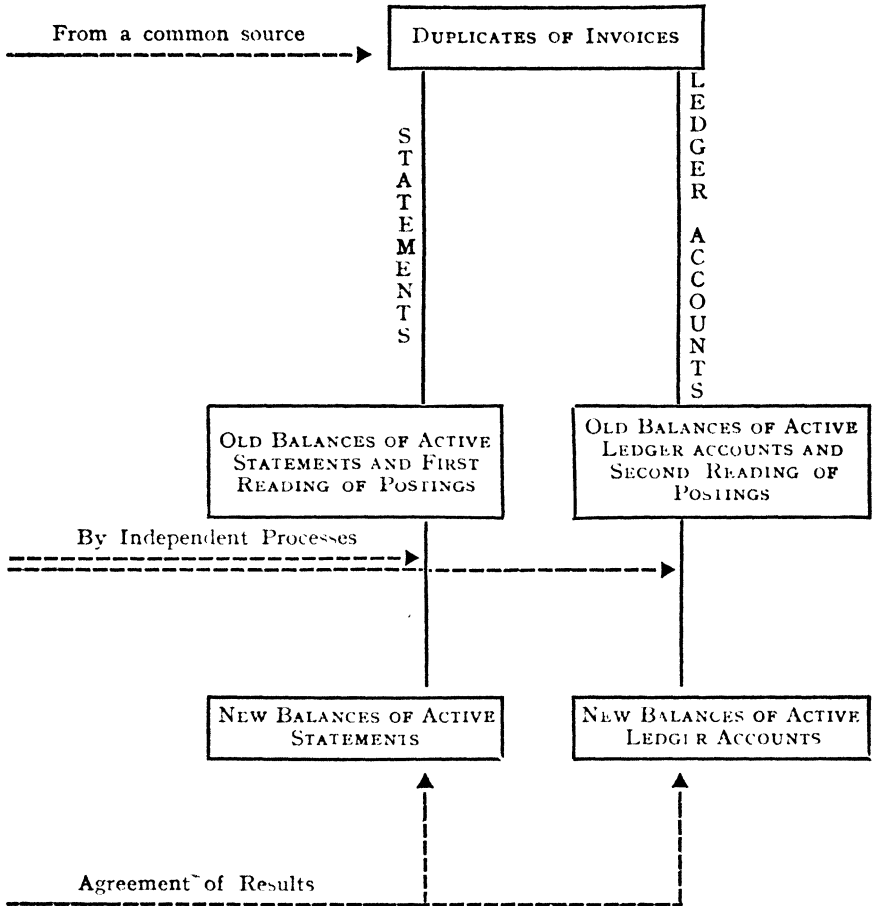 From a common source
DUPLICATES OF INVOICES
STATEMENTS
LEDGER ACCOUNTS
OLD BALANCES OF ACTIVE
STATEMENTS AND FIRST
READING OF POSTINGS
OLD BALANCES OF ACTIVE
LEDGER ACCOUNTS AND
SECOND READING OF
POSTINGS
By Independent Processes
NEW BALANCES OF ACTIVE
STATEMENTS
NEW BALANCES OF ACTIVE
LEDGER ACCOUNTS
Agreement of Results